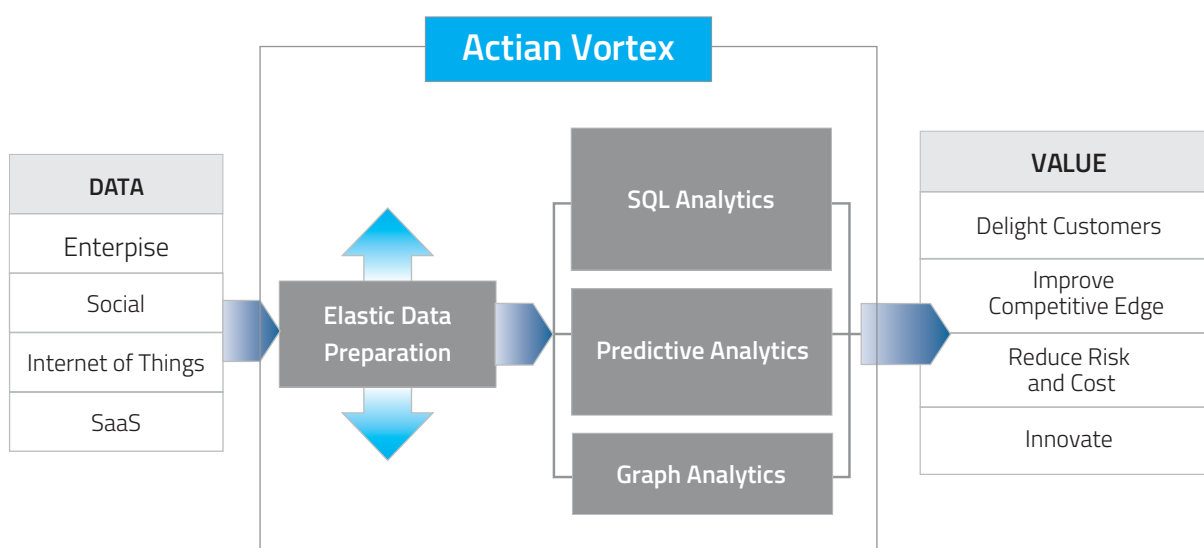 Actian Vortex
DATA
Enterpise
Social
Internet of Things
SaaS
Elastic Data
Preparation
SQL Analytics
Predictive Analytics
Graph Analytics
VALUE
Delight Customers
Improve
Competitive Edge
Reduce Risk
and Cost
Innovate